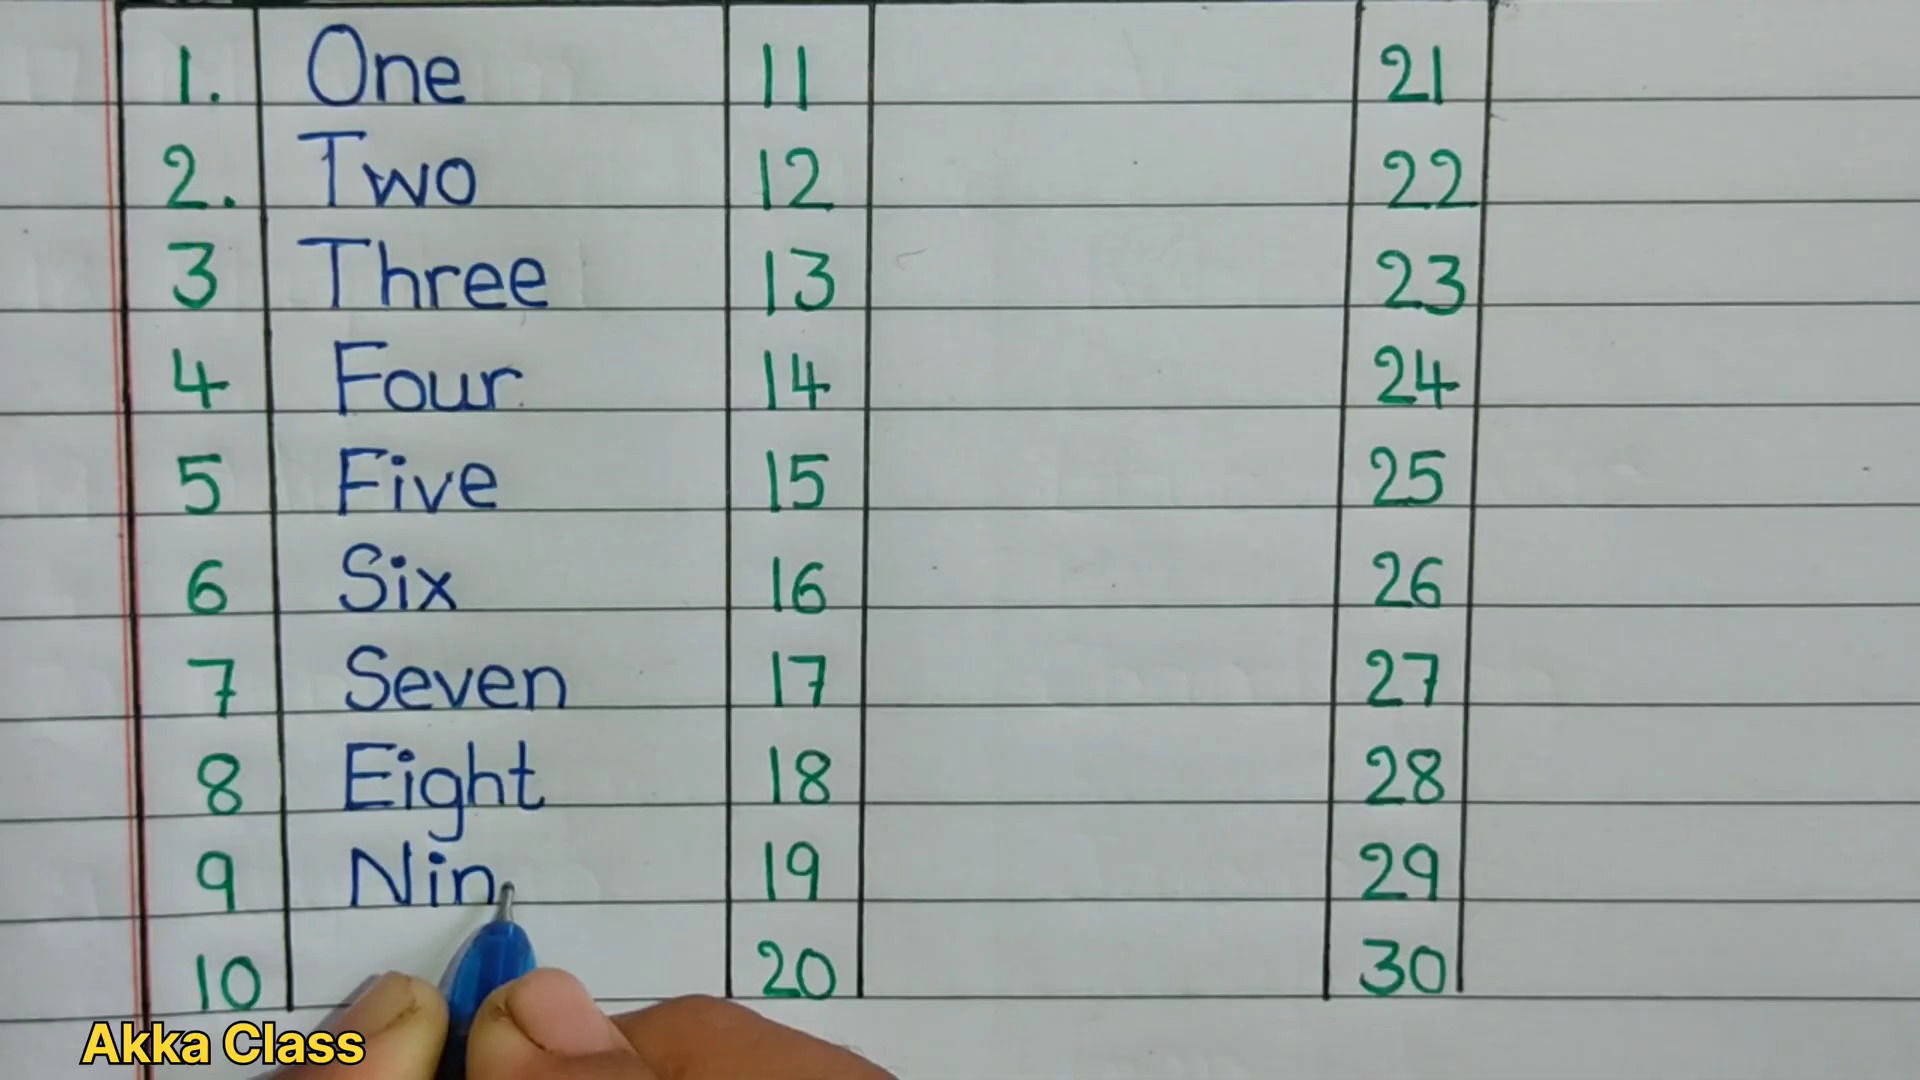 1. One 11 21
2. Two 12 22
3 Three 13 23
4 Four 14 24
5 Five 15 25
6 Six 16 26
7 Seven 17 27
8 Eight 18 28
9 Nin 19 29
10 20 30
Akka Class